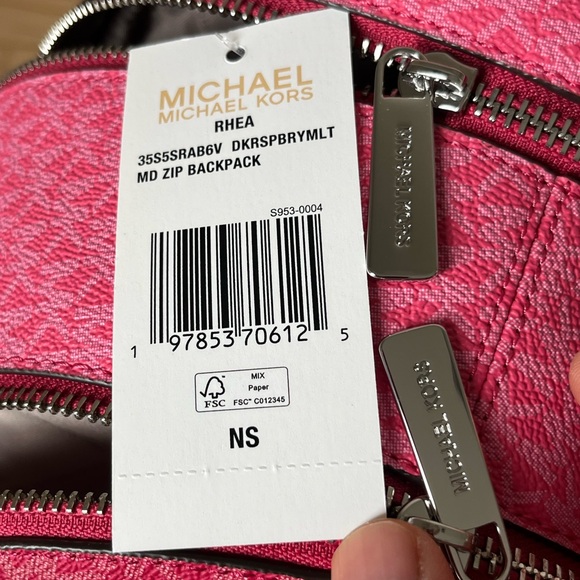 MICHAEL
MICHAEL KORS
RHEA
35S5SRAB6V DKRSPBRYMLT
MD ZIP BACKPACK
S953-0004
1 97853 70612 5
FSC
MIX
Paper
FSC™ C012345
NS
MICHAEL KORS
MICHAEL KORS